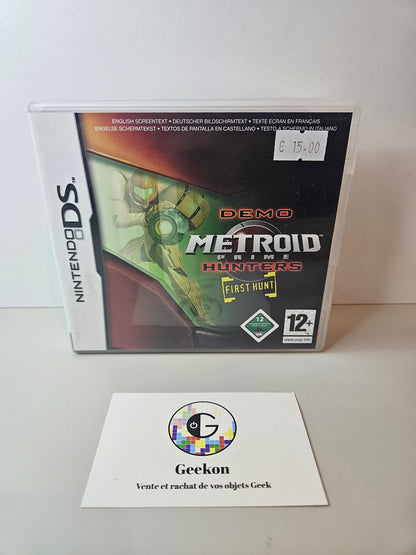 ENGLISH SCREENTEXT • DEUTSCHER BILDSCHIRMTEXT • TEXTE ECRAN EN FRANÇAIS
ENGELSE SCHERMTEKST • TEXTOS DE PANTALLA EN CASTELLANO • TESTO A SCHERMO IN ITALIANO
€ 15.00
NINTENDO DS™
DEMO
METROID™
PRIME
HUNTERS
FIRST HUNT
12
12+
www.pegi.info
G
Geekon
Vente et rachat de vos objets Geek